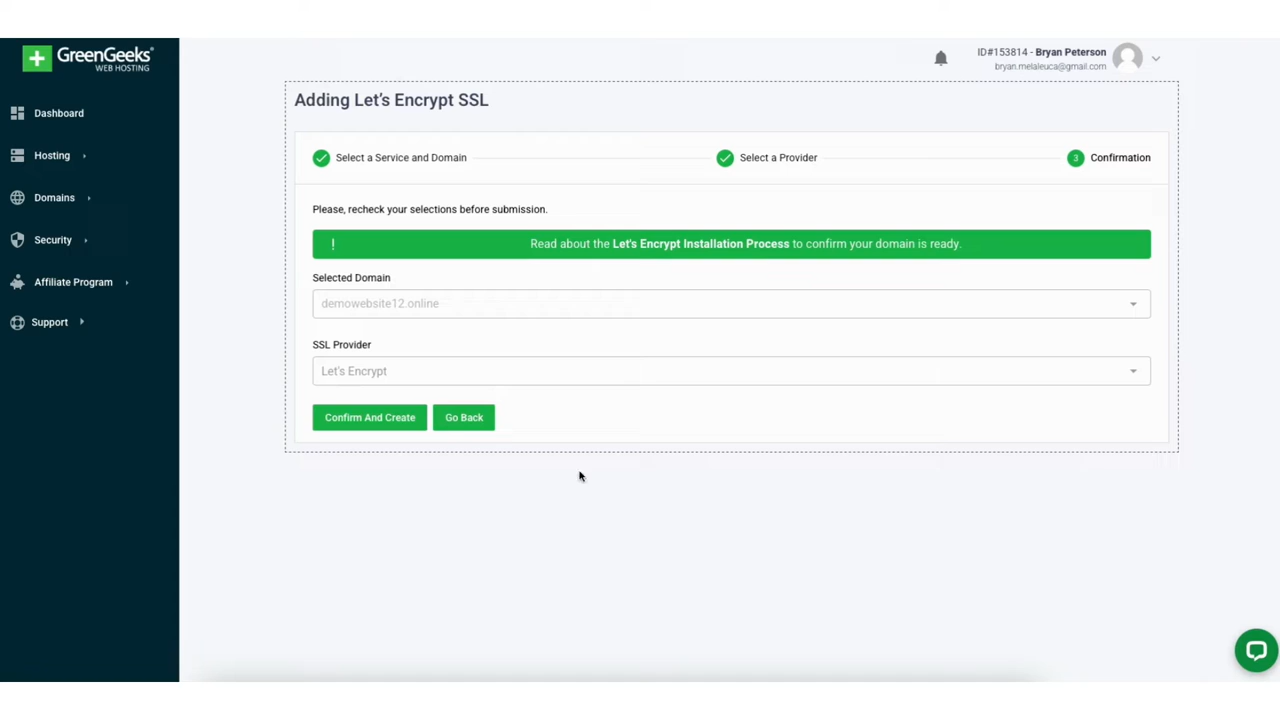 GreenGeeks®
WEB HOSTING
ID#153814 - Bryan Peterson
bryan.melaleuca@gmail.com
Dashboard
Hosting
Domains
Security
Affiliate Program
Support
Adding Let’s Encrypt SSL
Select a Service and Domain
Select a Provider
3 Confirmation
Please, recheck your selections before submission.
! Read about the Let's Encrypt Installation Process to confirm your domain is ready.
Selected Domain
demowebsite12.online
SSL Provider
Let's Encrypt
Confirm And Create Go Back